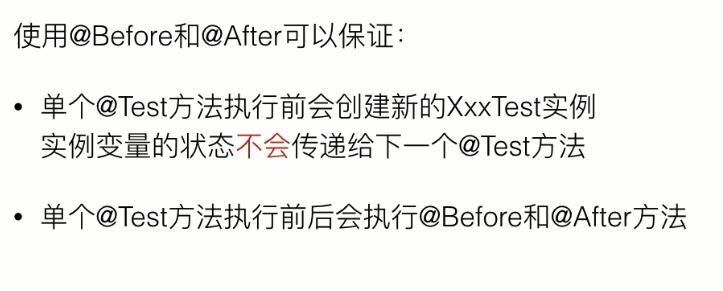 使用@Before和@After可以保证：
• 单个@Test方法执行前会创建新的XxxTest实例
实例变量的状态不会传递给下一个@Test方法
• 单个@Test方法执行前后会执行@Before和@After方法